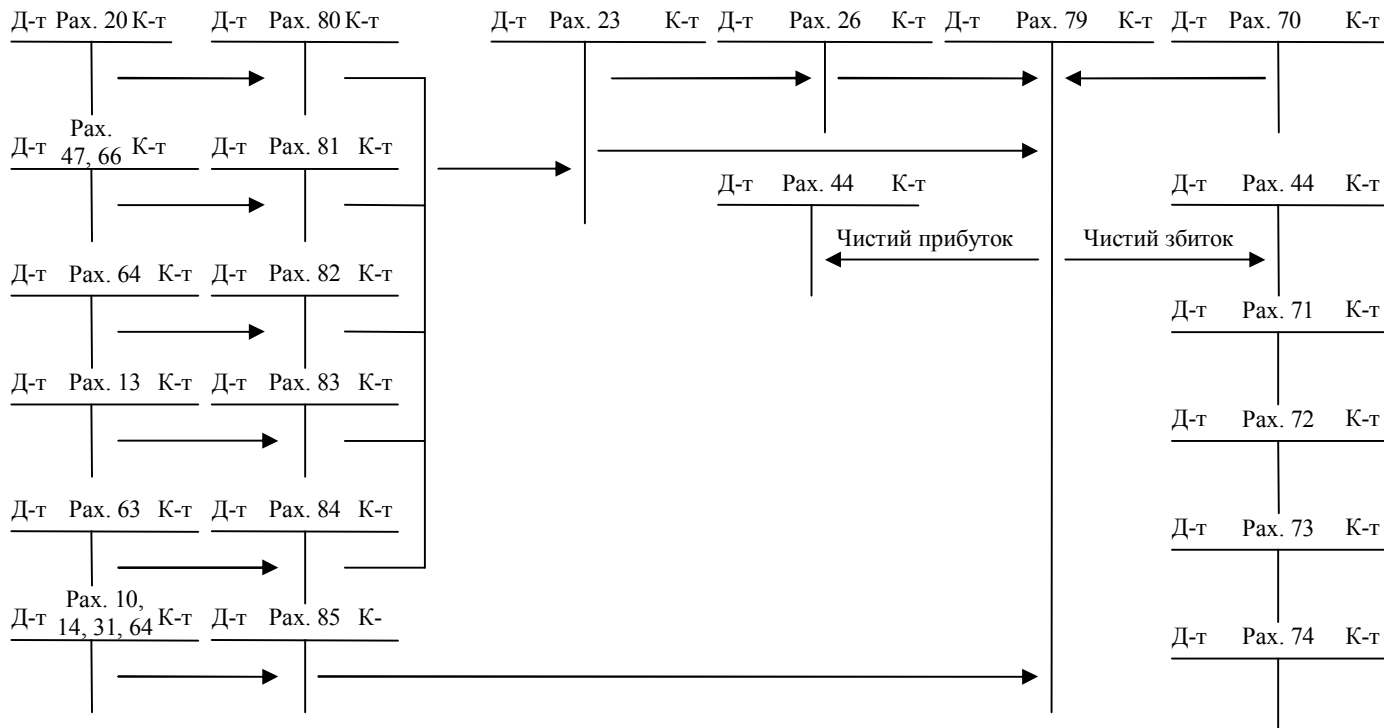 Д-т Рах. 20 К-т Д-т Рах. 80 К-т Д-т Рах. 23 К-т Д-т Рах. 26 К-т Д-т Рах. 79 К-т Д-т Рах. 70 К-т
Рах.
Д-т 47, 66 К-т Д-т Рах. 81 К-т
Д-т Рах. 44 К-т Д-т Рах. 44 К-т
Чистий прибуток Чистий збиток
Д-т Рах. 64 К-т Д-т Рах. 82 К-т
Д-т Рах. 71 К-т
Д-т Рах. 13 К-т Д-т Рах. 83 К-т
Д-т Рах. 72 К-т
Д-т Рах. 63 К-т Д-т Рах. 84 К-т
Д-т Рах. 73 К-т
Рах. 10,
Д-т 14, 31, 64 К-т Д-т Рах. 85 К-
Д-т Рах. 74 К-т